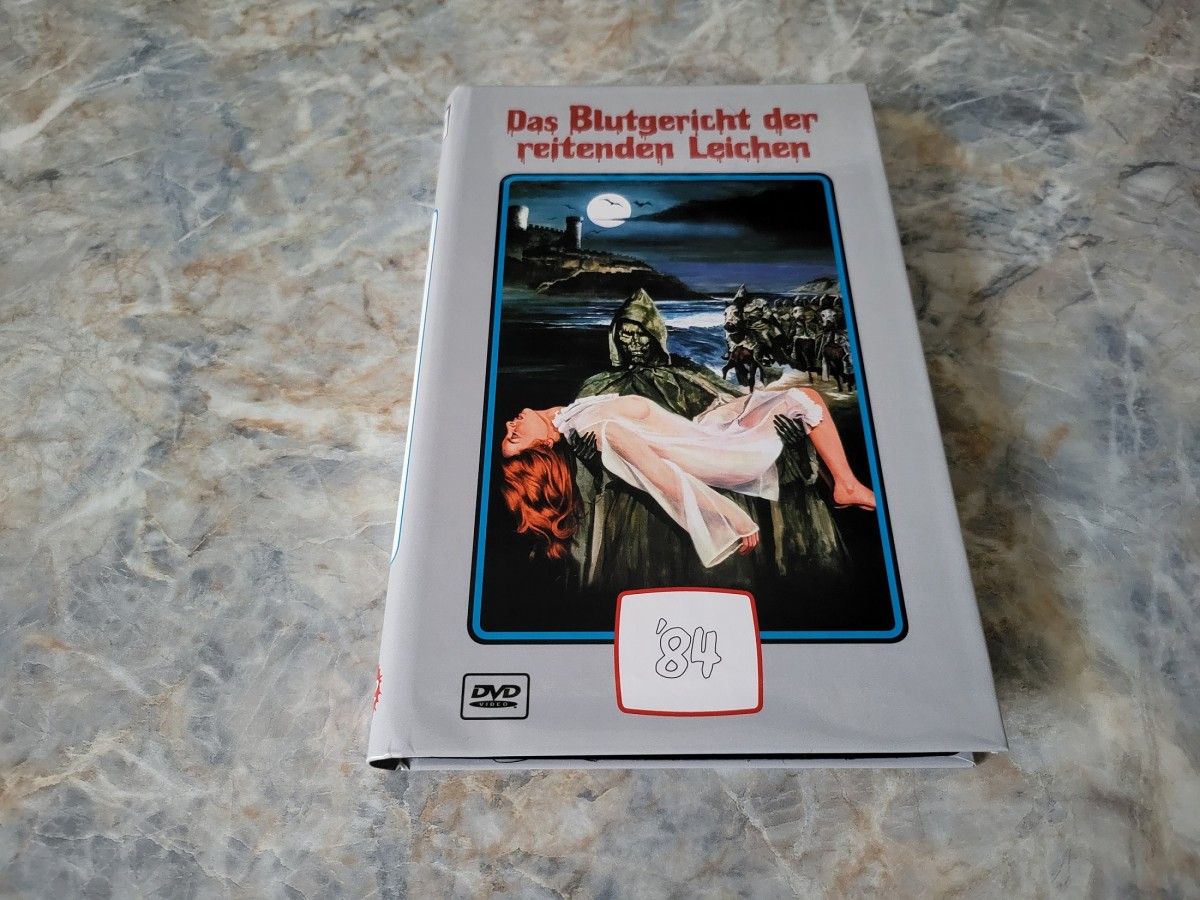 Das Blutgericht der
reitenden Leichen
'84
DVD
VIDEO